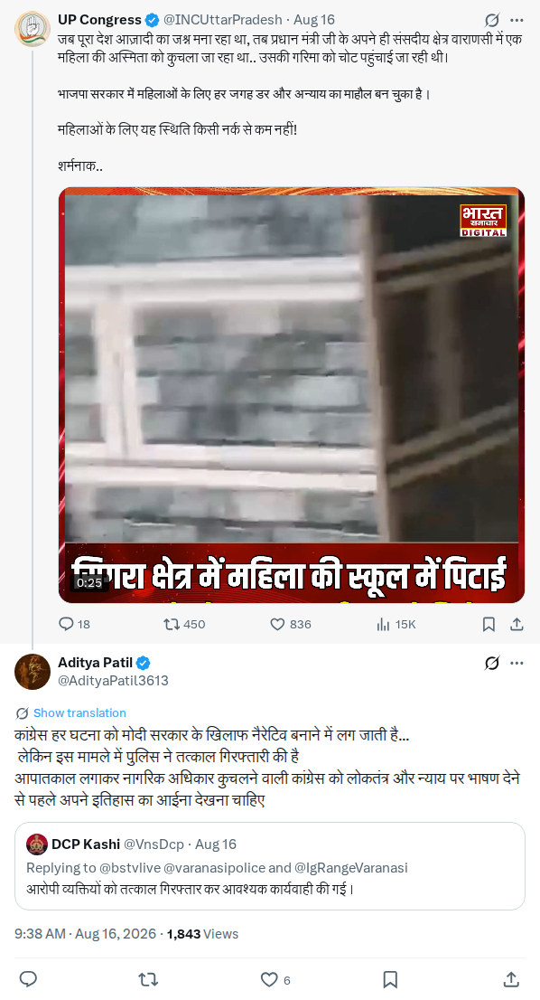 UP Congress @INCUttarPradesh · Aug 16
जब पूरा देश आज़ादी का जश्न मना रहा था, तब प्रधान मंत्री जी के अपने ही संसदीय क्षेत्र वाराणसी में एक
महिला की अस्मिता को कुचला जा रहा था.. उसकी गरिमा को चोट पहुंचाई जा रही थी।
भाजपा सरकार में महिलाओं के लिए हर जगह डर और अन्याय का माहौल बन चुका है।
महिलाओं के लिए यह स्थिति किसी नर्क से कम नहीं!
शर्मनाक..
भारत
समाचार
DIGITAL
सिगरा क्षेत्र में महिला की स्कूल में पिटाई
0:25
18 450 836 15K
Aditya Patil
@AdityaPatil3613
Show translation
कांग्रेस हर घटना को मोदी सरकार के खिलाफ नैरेटिव बनाने में लग जाती है...
लेकिन इस मामले में पुलिस ने तत्काल गिरफ्तारी की है
आपातकाल लगाकर नागरिक अधिकार कुचलने वाली कांग्रेस को लोकतंत्र और न्याय पर भाषण देने
से पहले अपने इतिहास का आईना देखना चाहिए
DCP Kashi @VnsDcp · Aug 16
Replying to @bstvlive @varanasipolice and @IgRangeVaranasi
आरोपी व्यक्तियों को तत्काल गिरफ्तार कर आवश्यक कार्यवाही की गई।
9:38 AM · Aug 16, 2026 · 1,843 Views
6